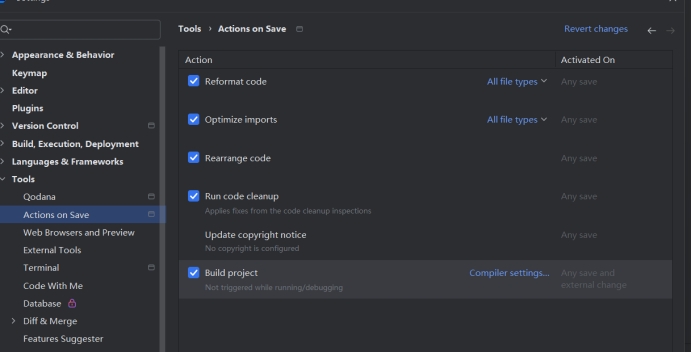 Settings
Tools › Actions on Save
Revert changes
Appearance & Behavior
Keymap
Editor
Plugins
Version Control
Build, Execution, Deployment
Languages & Frameworks
Tools
Qodana
Actions on Save
Web Browsers and Preview
External Tools
Terminal
Code With Me
Database
Diff & Merge
Features Suggester
Action
Activated On
Reformat code
All file types
Any save
Optimize imports
All file types
Any save
Rearrange code
Any save
Run code cleanup
Any save
Applies fixes from the code cleanup inspections
Update copyright notice
Any save
No copyright is configured
Build project
Compiler settings...
Any save and
external change
Not triggered while running/debugging